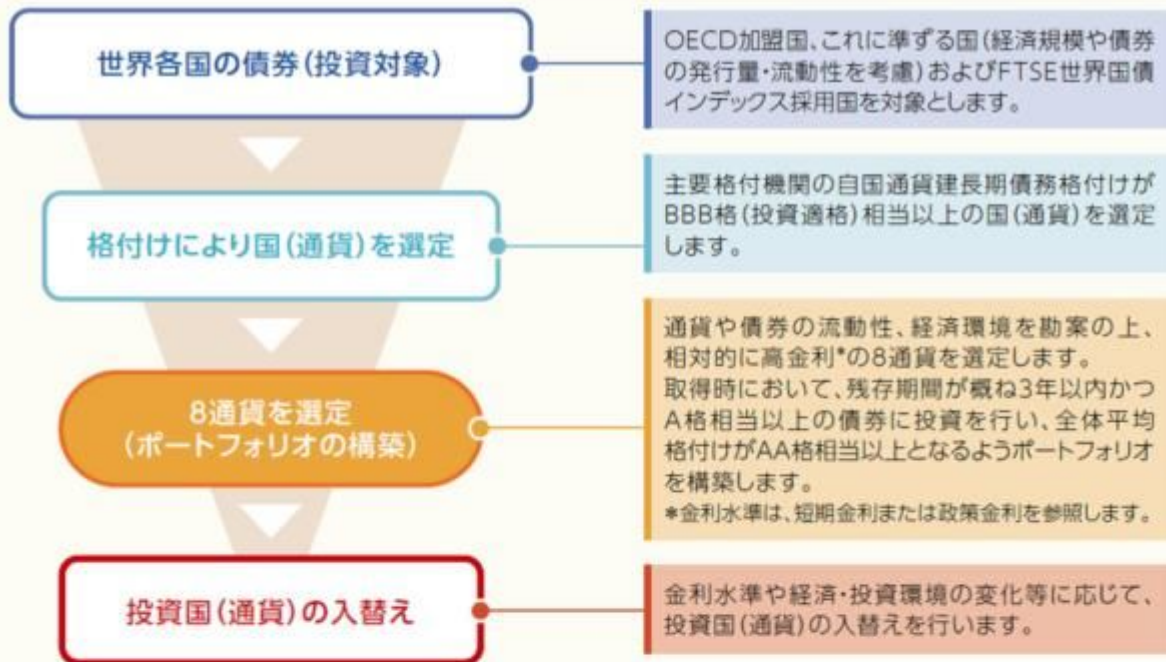 世界各国の債券(投資対象)
OECD加盟国、これに準ずる国(経済規模や債券
の発行量・流動性を考慮)およびFTSE世界国債
インデックス採用国を対象とします。
格付けにより国(通貨)を選定
主要格付機関の自国通貨建長期債務格付けが
BBB格(投資適格)相当以上の国(通貨)を選定
します。
8通貨を選定
(ポートフォリオの構築)
通貨や債券の流動性、経済環境を勘案の上、
相対的に高金利*の8通貨を選定します。
取得時において、残存期間が概ね3年以内かつ
A格相当以上の債券に投資を行い、全体平均
格付けがAA格相当以上となるようポートフォリオ
を構築します。
*金利水準は、短期金利または政策金利を参照します。
投資国(通貨)の入替え
金利水準や経済・投資環境の変化等に応じて、
投資国(通貨)の入替えを行います。